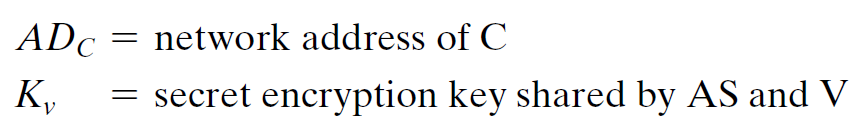 AD_C = network address of C
K_v = secret encryption key shared by AS and V